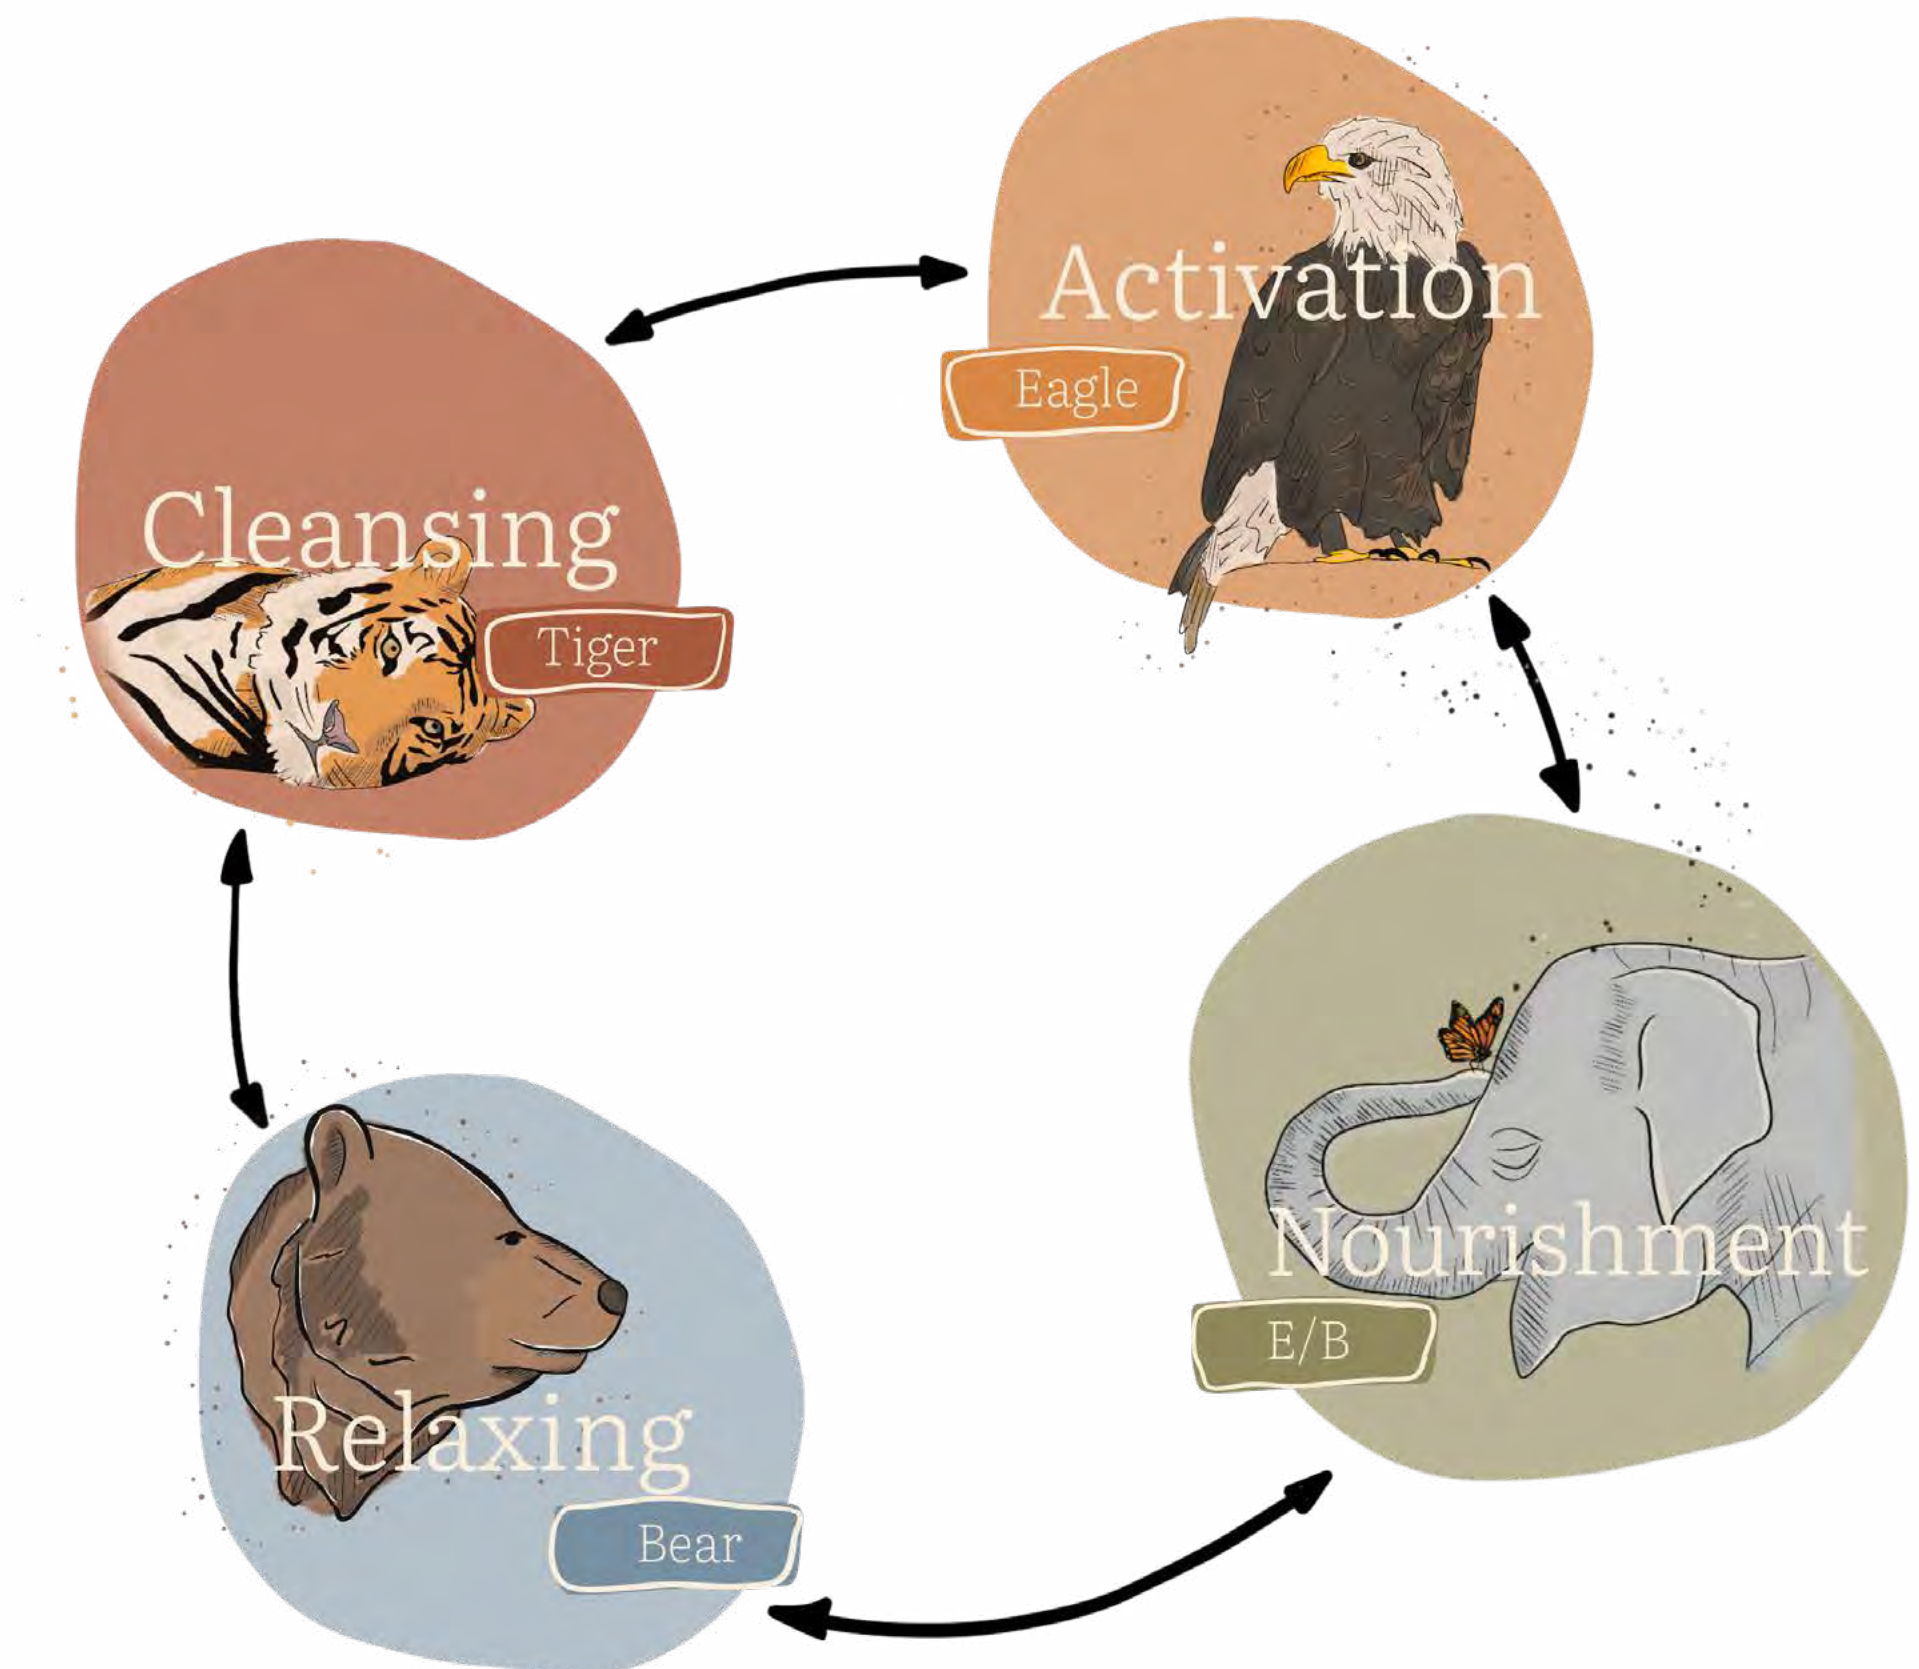 Activation
Eagle
Cleansing
Tiger
Nourishment
E/B
Relaxing
Bear